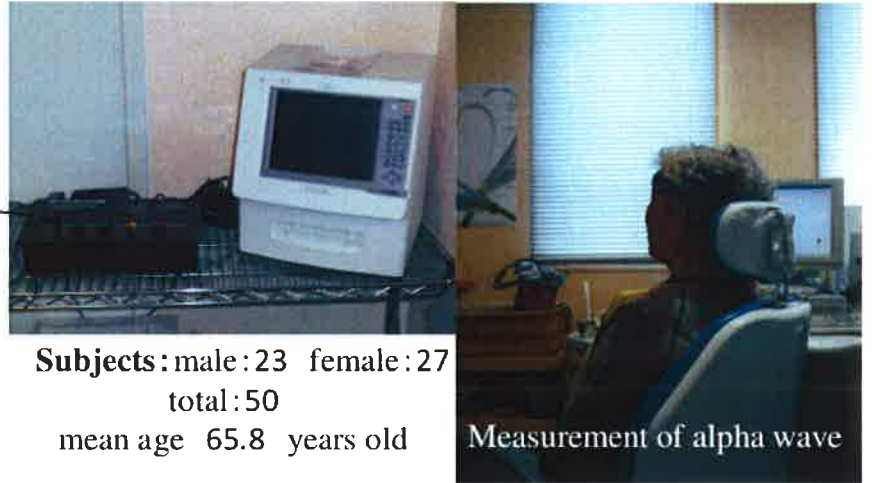 Subjects:male:23 female:27
total:50
mean age 65.8 years old
Measurement of alpha wave